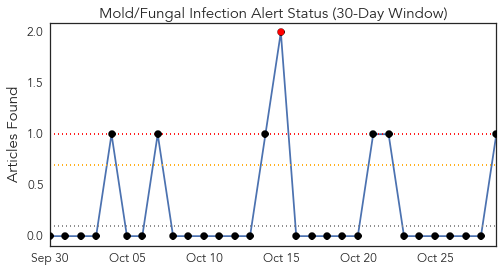 Mold/Fungal Infection Alert Status (30-Day Window)
Articles Found
2.0
1.5
1.0
0.5
0.0
Sep 30 Oct 05 Oct 10 Oct 15 Oct 20 Oct 25